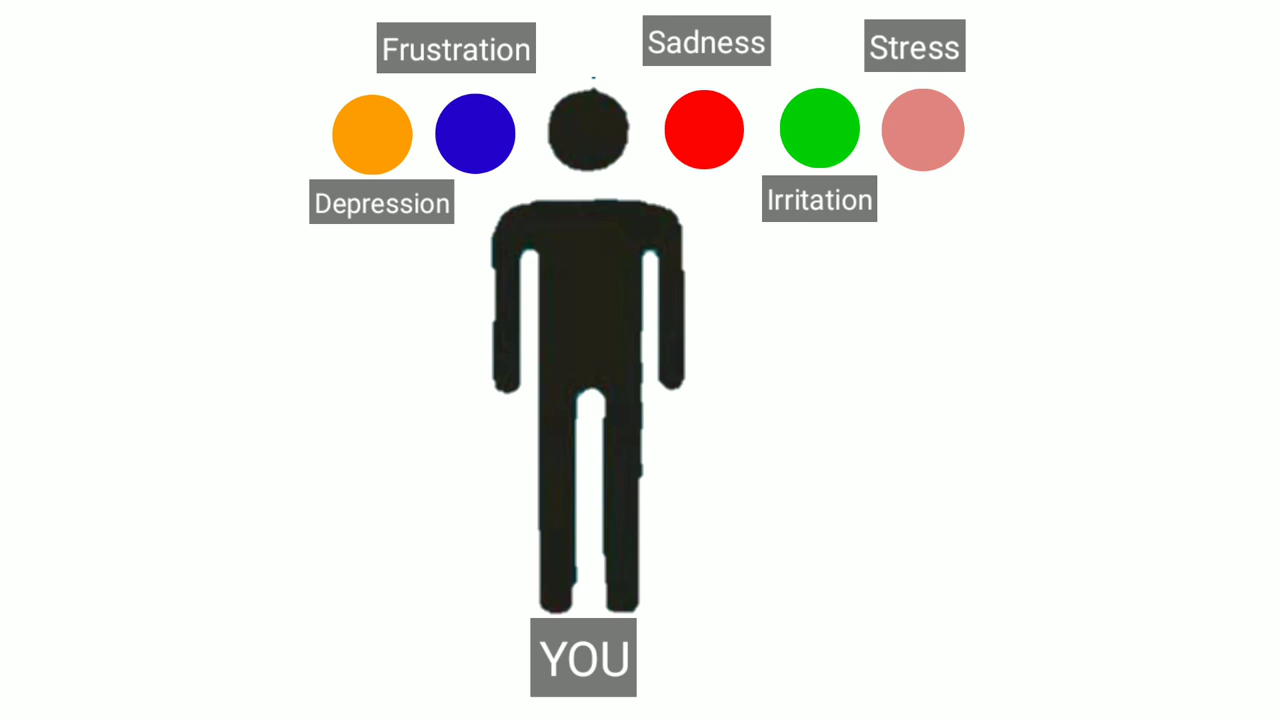 Frustration
Sadness
Stress
Depression
Irritation
YOU